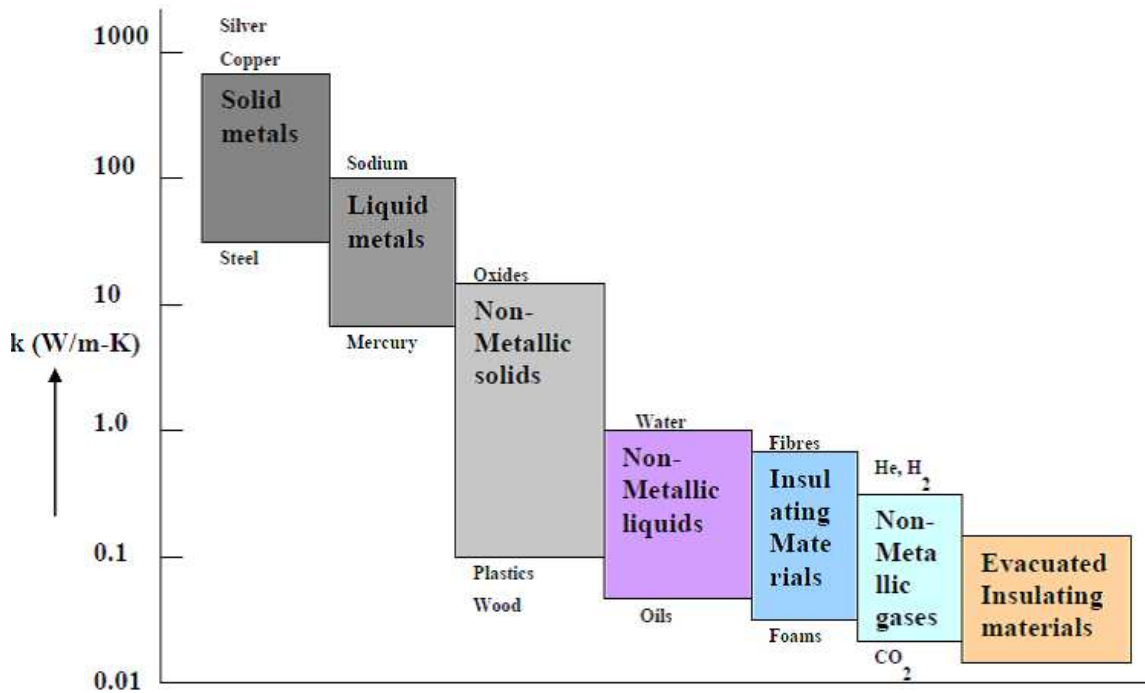 1000
100
10
k (W/m-K)
1.0
0.1
0.01
Silver
Copper
Solid
metals
Steel
Sodium
Liquid
metals
Mercury
Oxides
Non-
Metallic
solids
Plastics
Wood
Water
Non-
Metallic
liquids
Oils
Fibres
Insul
ating
Mate
rials
Foams
He, H2
Non-
Meta
llic
gases
CO2
Evacuated
Insulating
materials